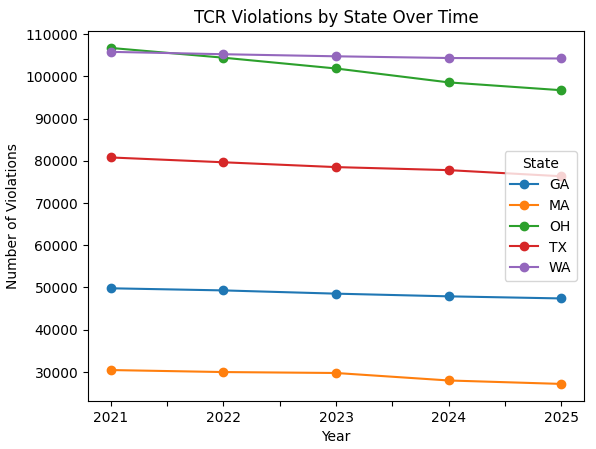 TCR Violations by State Over Time
110000
100000
90000
80000
70000
60000
50000
40000
30000
Number of Violations
State
GA
MA
OH
TX
WA
2021 2022 2023 2024 2025
Year